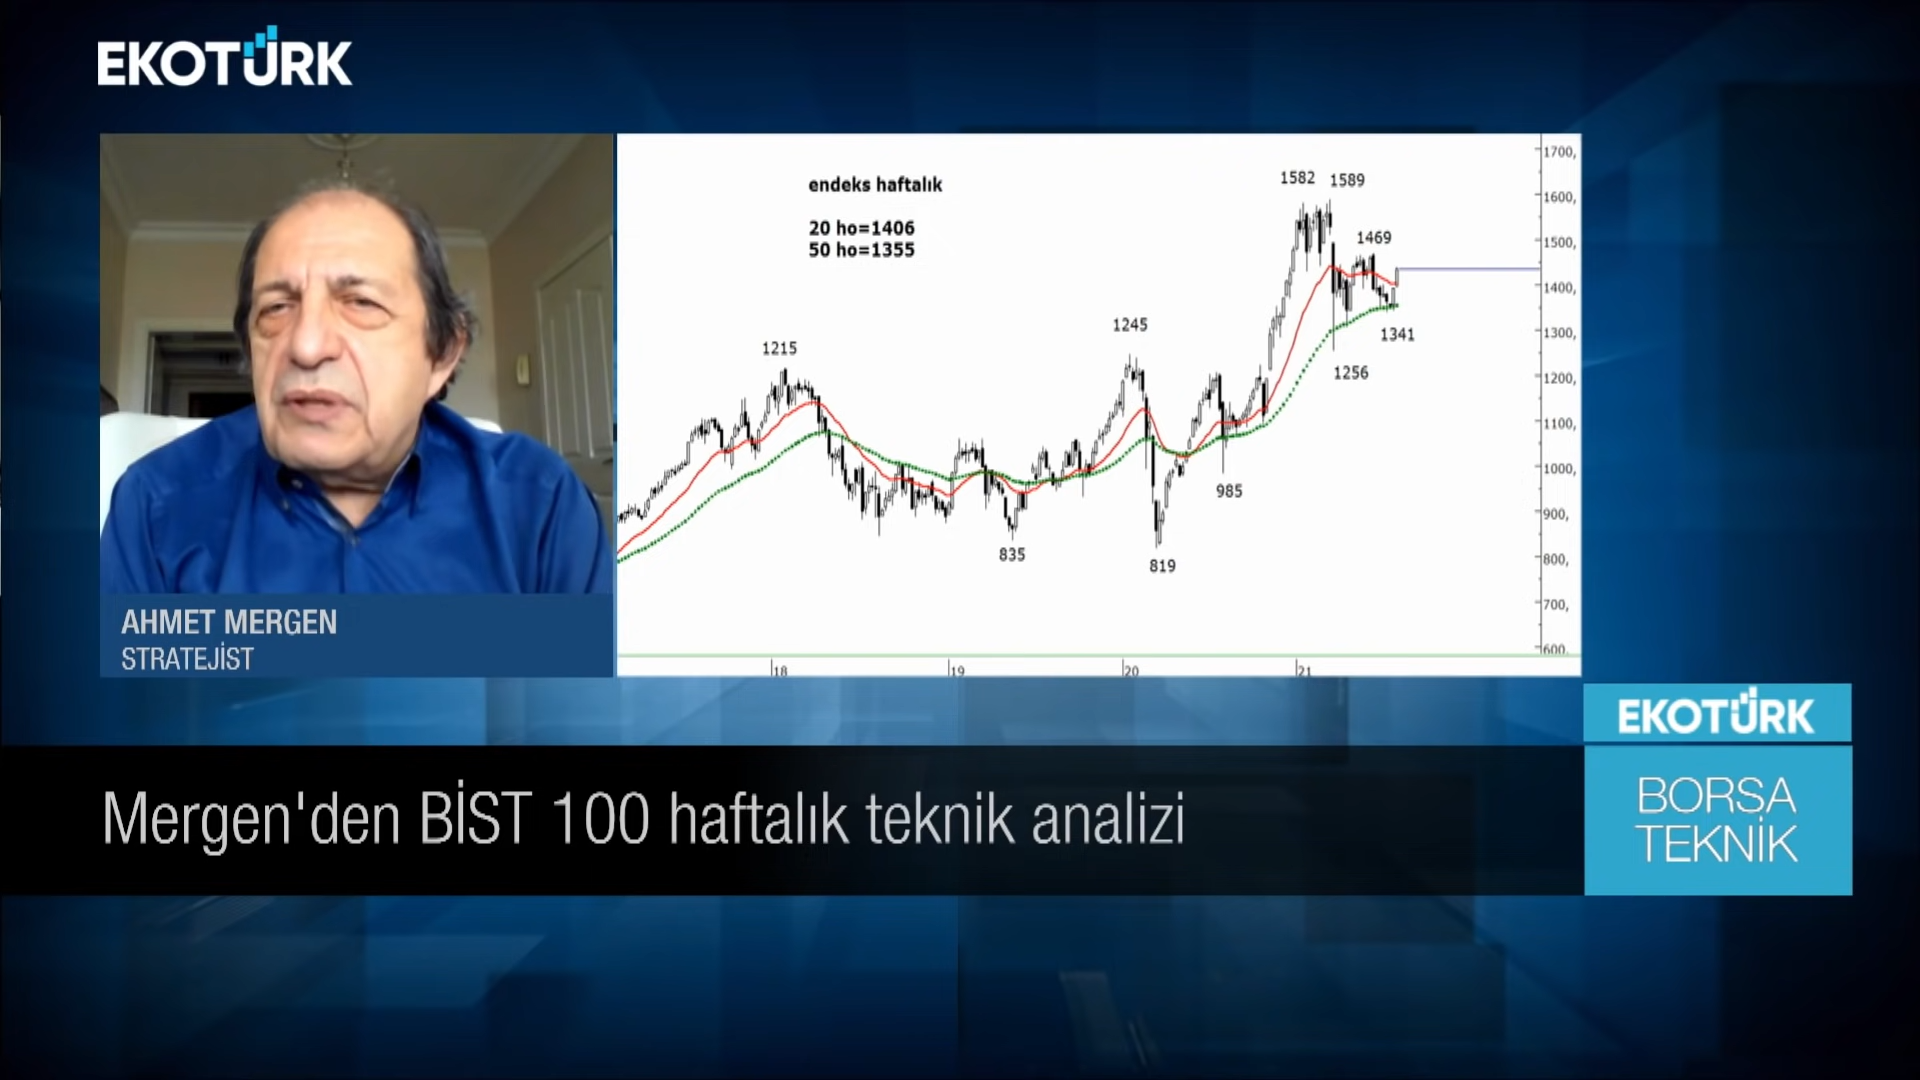 EKOTÜRK
endeks haftalık
20 ho=1406
50 ho=1355
1582 1589
1469
1341
1256
1245
1215
985
835
819
1700,
1600,
1500,
1400,
1300,
1200,
1100,
1000,
900,
800,
700,
600,
18 19 20 21
AHMET MERGEN
STRATEJİST
EKOTÜRK
Mergen'den BİST 100 haftalık teknik analizi
BORSA
TEKNİK